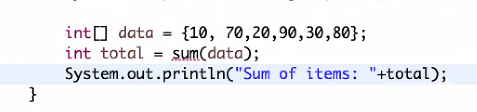 int[] data = {10, 70,20,90,30,80};
int total = sum(data);
System.out.println("Sum of items: "+total);
}